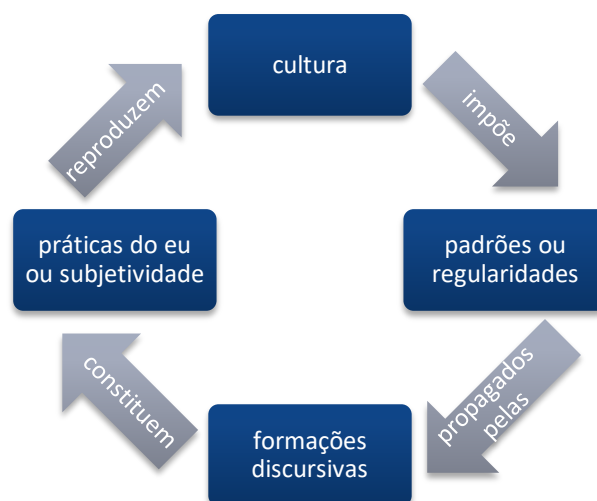 cultura
impõe
padrões ou
regularidades
propagados
pelas
formações
discursivas
constituem
práticas do eu
ou subjetividade
reproduzem